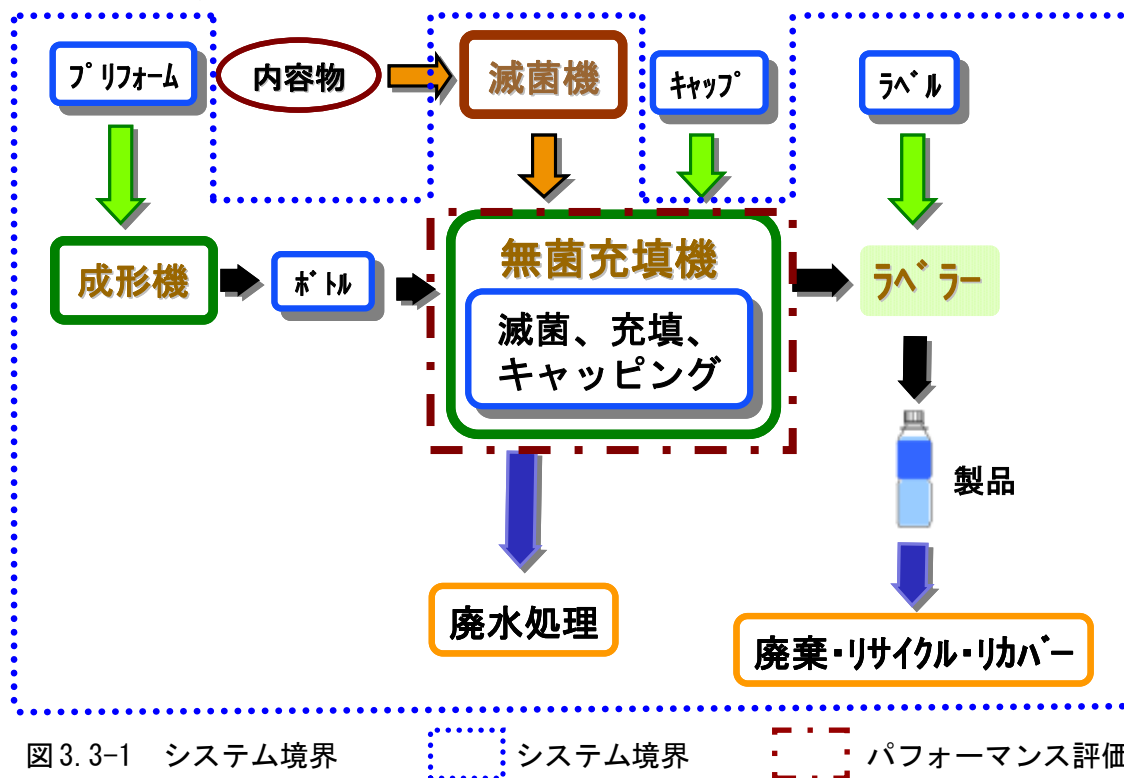 プリフォーム
内容物
滅菌機
キャップ
ラベル
成形機
ボトル
無菌充填機
滅菌、充填、
キャッピング
ラベラー
製品
廃水処理
廃棄・リサイクル・リカバー
図3.3-1 システム境界
システム境界
パフォーマンス評価